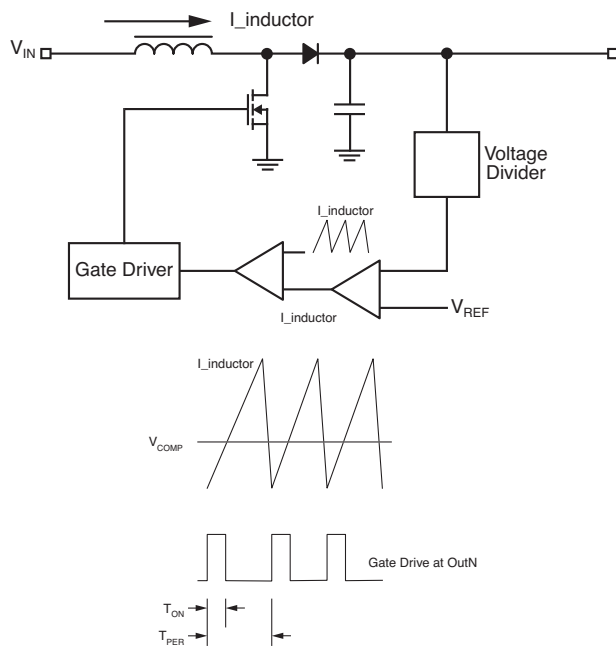 I_inductor
V_IN
Voltage
Divider
I_inductor
Gate Driver
V_REF
I_inductor
I_inductor
V_COMP
Gate Drive at OutN
T_ON
T_PER